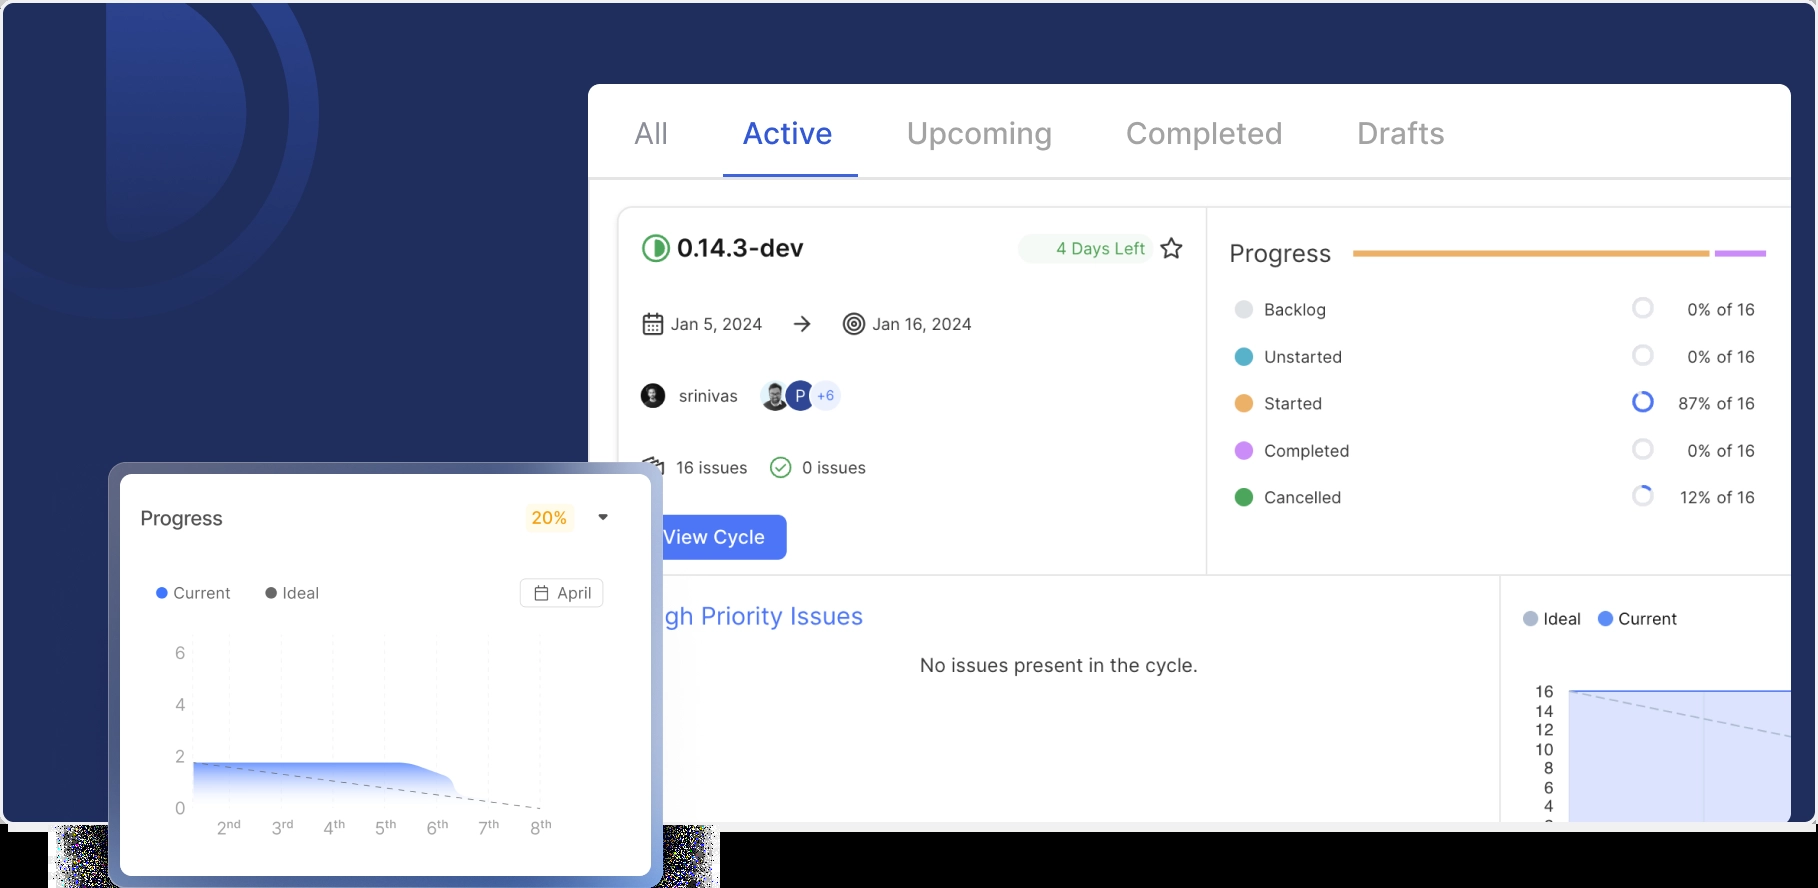 All Active Upcoming Completed Drafts
0.14.3-dev 4 Days Left
Jan 5, 2024 → Jan 16, 2024
srinivas P +6
16 issues 0 issues
View Cycle
Progress
Backlog 0% of 16
Unstarted 0% of 16
Started 87% of 16
Completed 0% of 16
Cancelled 12% of 16
gh Priority Issues
No issues present in the cycle.
Ideal Current
16
14
12
10
8
6
4
Progress 20%
Current Ideal April
6
4
2
0
2nd 3rd 4th 5th 6th 7th 8th